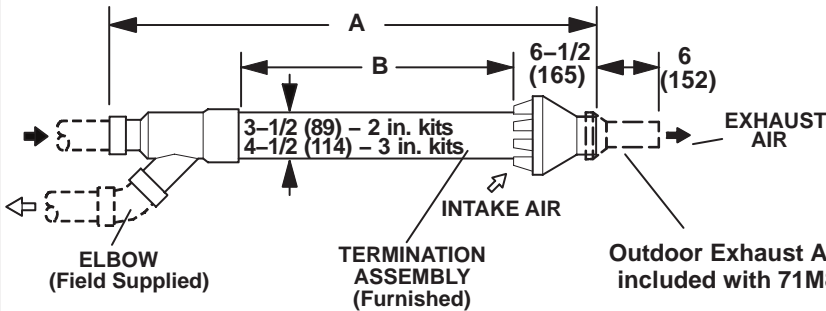 A
B
6–1/2
(165)
6
(152)
3–1/2 (89) – 2 in. kits
4–1/2 (114) – 3 in. kits
EXHAUST
AIR
INTAKE AIR
ELBOW
(Field Supplied)
TERMINATION
ASSEMBLY
(Furnished)
Outdoor Exhaust A
included with 71M